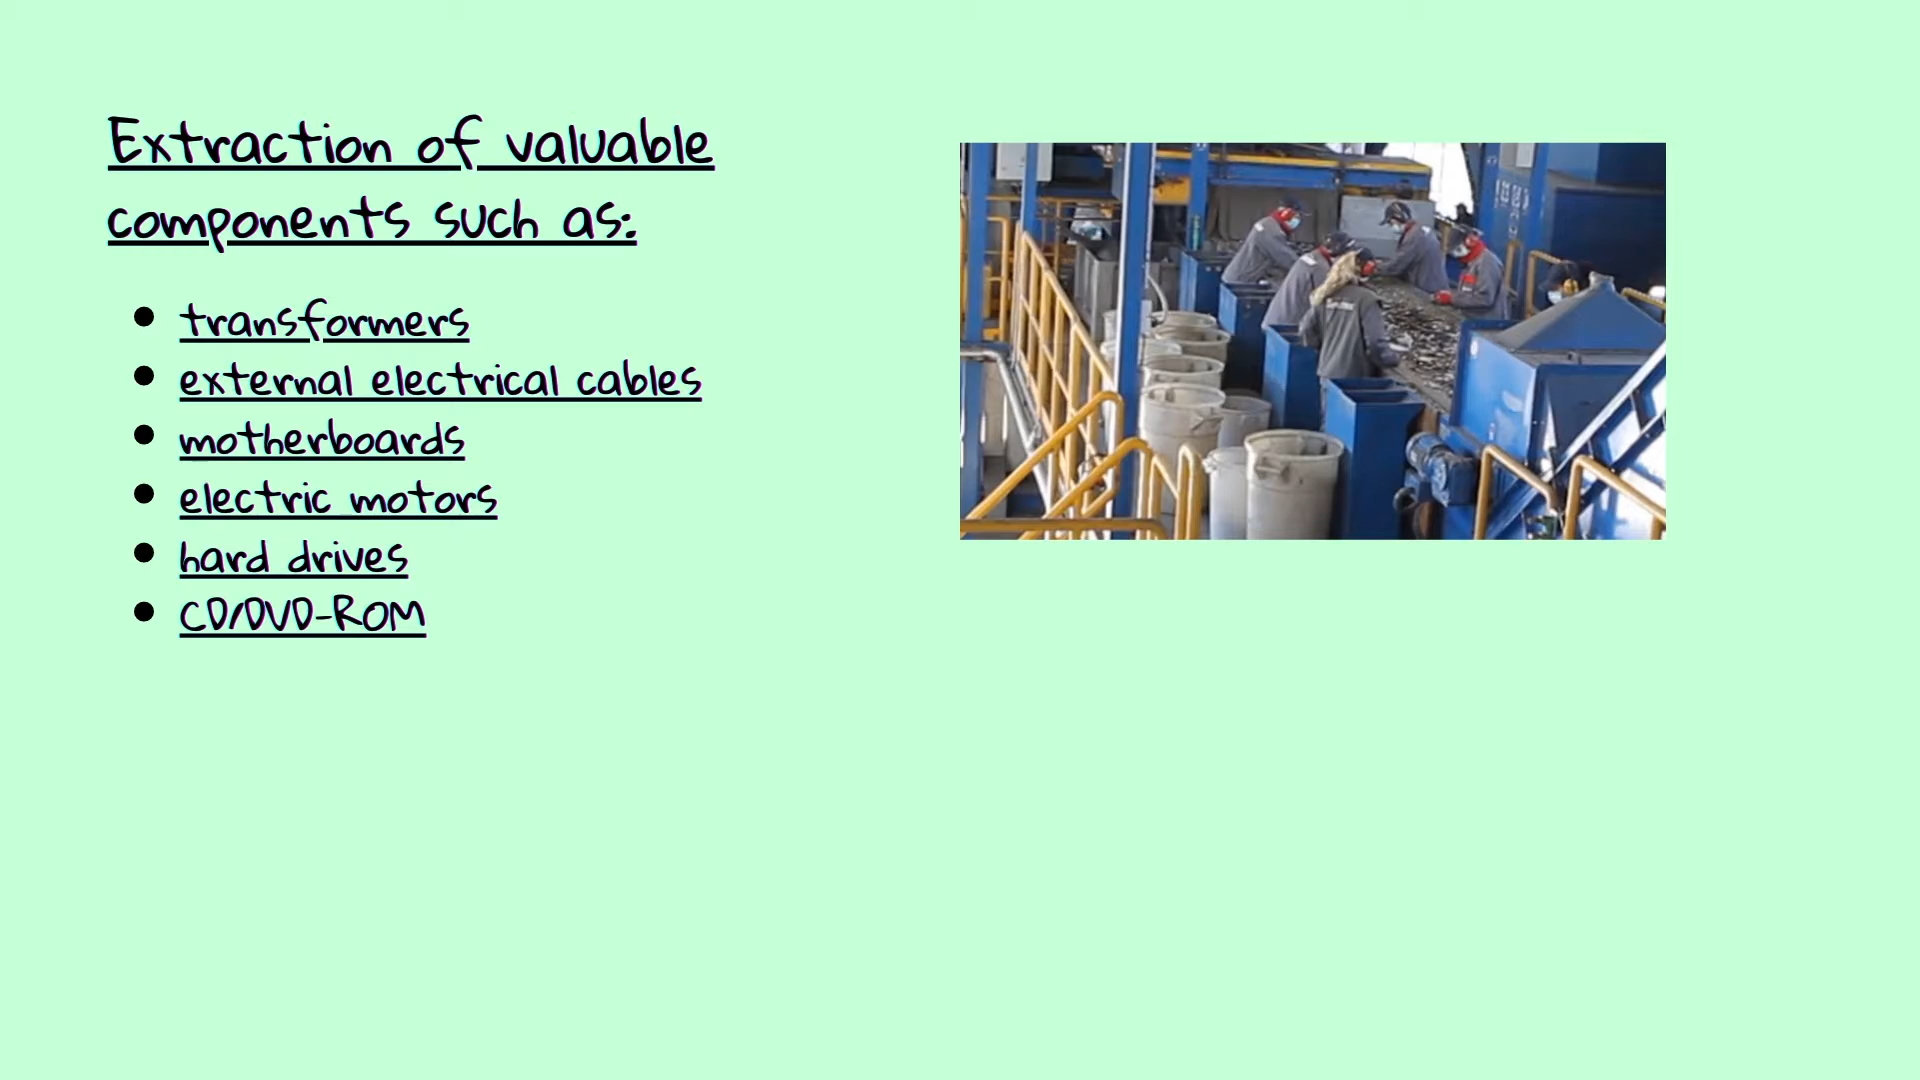 Extraction of valuable
components such as:
transformers
external electrical cables
motherboards
electric motors
hard drives
CD/DVD-ROM